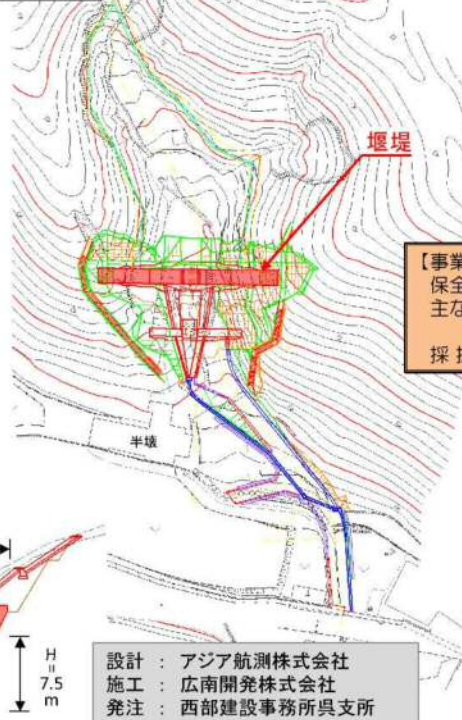 堰堤
【事業
保全
主な
採択
半壊
H
=
7.5
m
設計 : アジア航測株式会社
施工 : 広南開発株式会社
発注 : 西部建設事務所呉支所